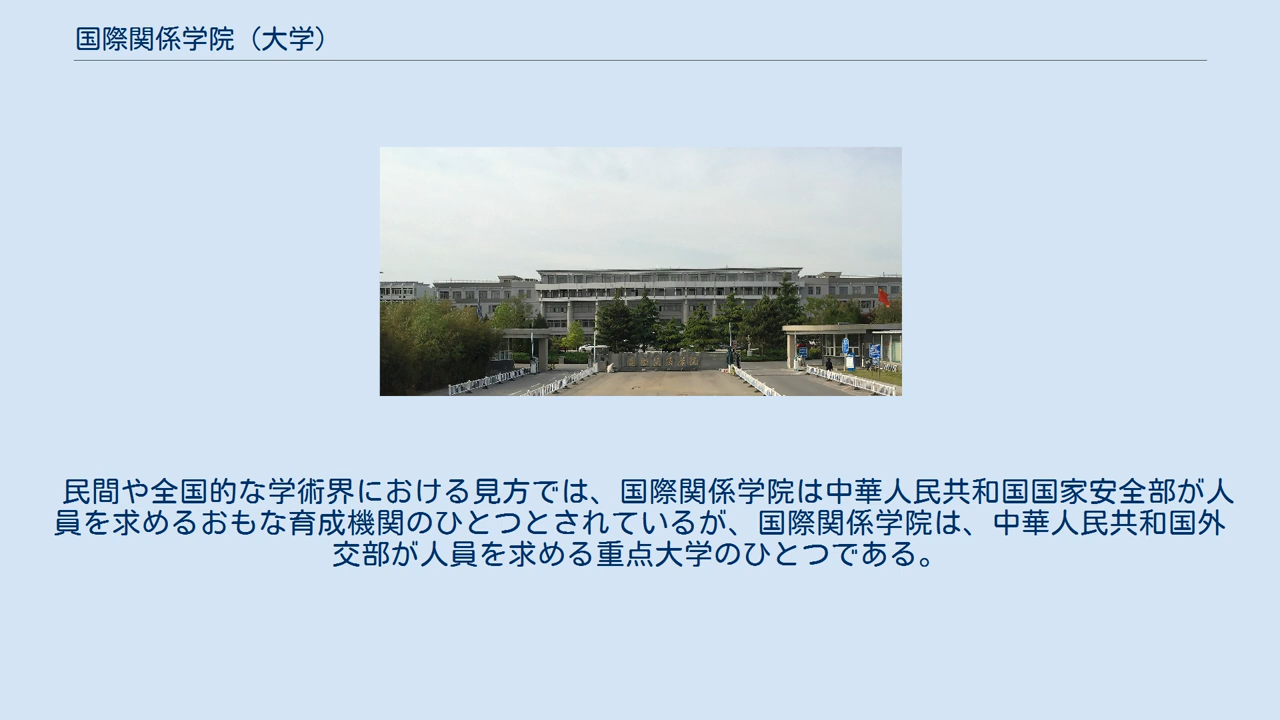 国際関係学院（大学）
民間や全国的な学術界における見方では、国際関係学院は中華人民共和国国家安全部が人
員を求めるおもな育成機関のひとつとされているが、国際関係学院は、中華人民共和国外
交部が人員を求める重点大学のひとつである。